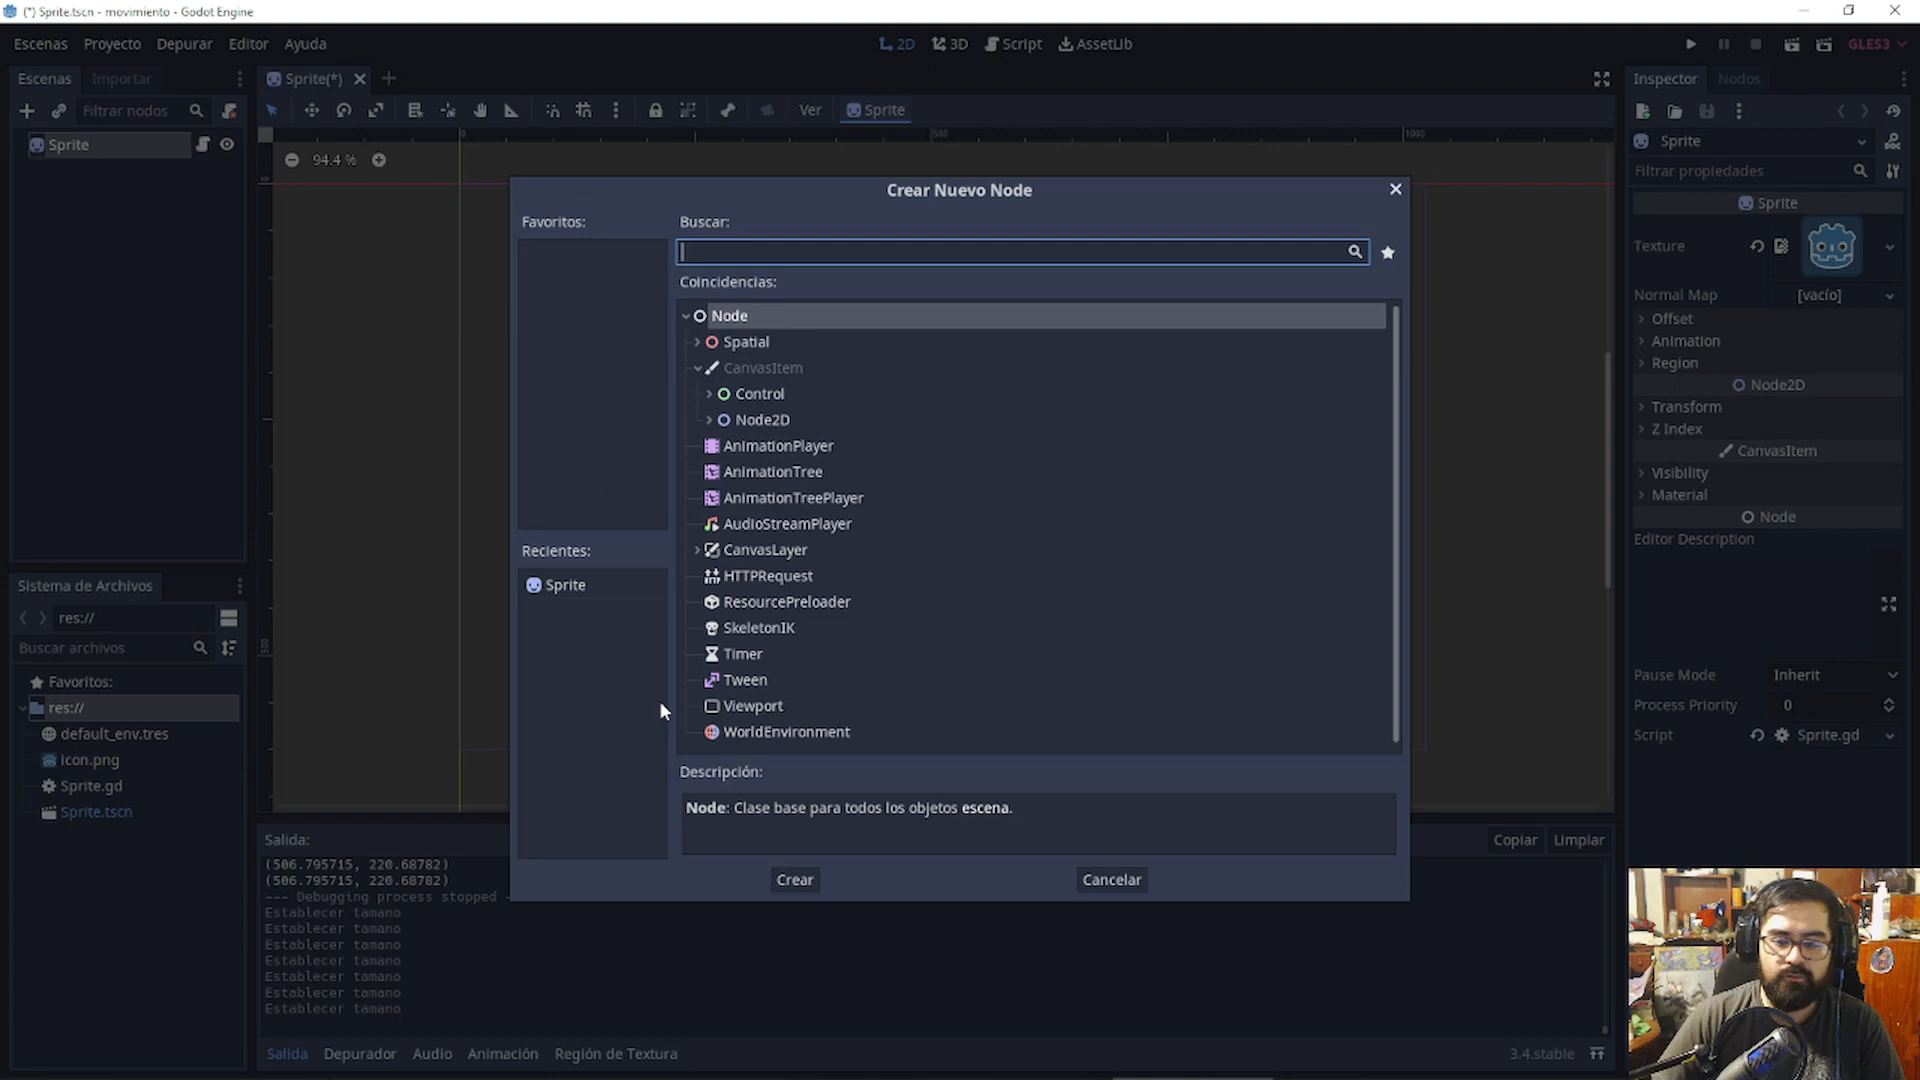 (*) Sprite.tscn - movimiento - Godot Engine
Escenas Proyecto Depurar Editor Ayuda
2D 3D Script AssetLib
GLES3
Escenas Importar
Sprite(*)
Inspector Nodos
Filtrar nodos
Ver Sprite
Sprite
94.4 %
0 500 1000
0
500
Sprite
Filtrar propiedades
Sprite
Texture
Normal Map [vacío]
Offset
Animation
Region
Node2D
Transform
Z Index
CanvasItem
Visibility
Material
Node
Editor Description
Pause Mode Inherit
Process Priority 0
Script Sprite.gd
Crear Nuevo Node
Favoritos:
Buscar:
Coincidencias:
Node
Spatial
CanvasItem
Control
Node2D
AnimationPlayer
AnimationTree
AnimationTreePlayer
AudioStreamPlayer
CanvasLayer
HTTPRequest
ResourcePreloader
SkeletonIK
Timer
Tween
Viewport
WorldEnvironment
Recientes:
Sprite
Descripción:
Node: Clase base para todos los objetos escena.
Crear Cancelar
Sistema de Archivos
res://
Buscar archivos
Favoritos:
res://
default_env.tres
icon.png
Sprite.gd
Sprite.tscn
Salida:
Copiar Limpiar
(506.795715, 220.68782)
(506.795715, 220.68782)
--- Debugging process stopped -
Establecer tamano
Establecer tamano
Establecer tamano
Establecer tamano
Establecer tamano
Establecer tamano
Establecer tamano
Salida Depurador Audio Animación Región de Textura
3.4.stable